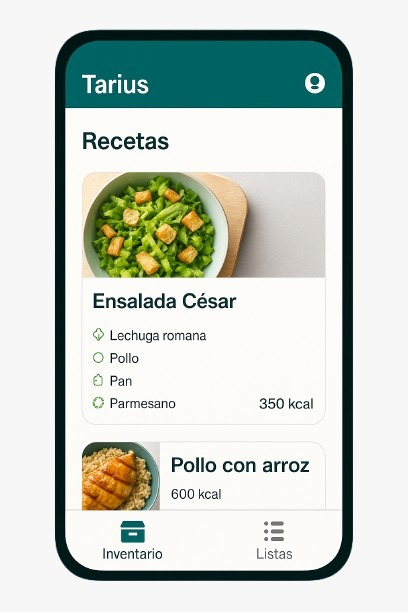 Tarius
Recetas
Ensalada César
Lechuga romana
Pollo
Pan
Parmesano
350 kcal
Pollo con arroz
600 kcal
Inventario
Listas